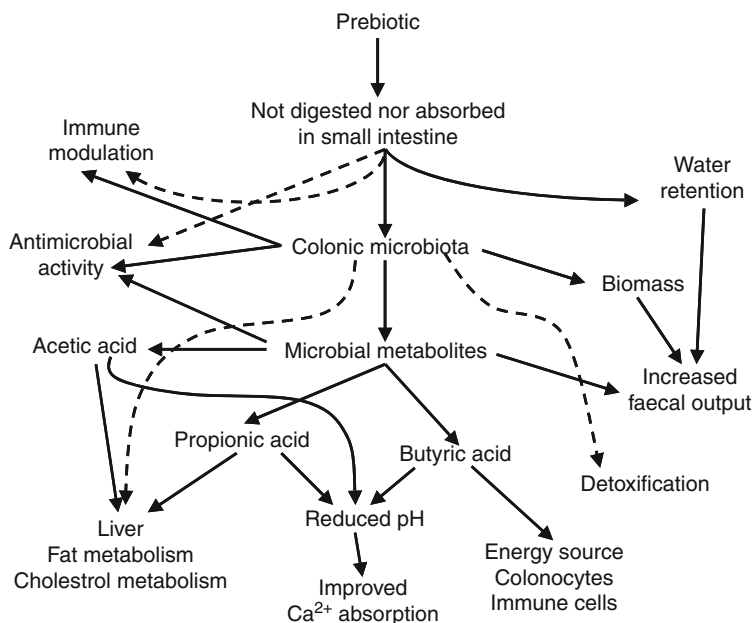 Prebiotic
Not digested nor absorbed
in small intestine
Immune
modulation
Water
retention
Antimicrobial
activity
Colonic microbiota
Biomass
Acetic acid
Microbial metabolites
Increased
faecal output
Propionic acid
Butyric acid
Detoxification
Liver
Fat metabolism
Cholestrol metabolism
Reduced pH
Energy source
Colonocytes
Immune cells
Improved
Ca²⁺ absorption